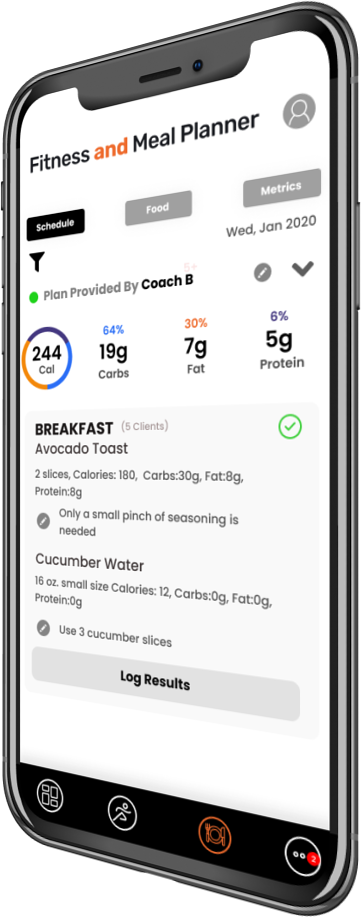 Fitness and Meal Planner
Schedule
Food
Metrics
Wed, Jan 2020
5+
Plan Provided By Coach B
244
Cal
64%
19g
Carbs
30%
7g
Fat
6%
5g
Protein
BREAKFAST (5 Clients)
Avocado Toast
2 slices, Calories: 180, Carbs:30g, Fat:8g,
Protein:8g
Only a small pinch of seasoning is
needed
Cucumber Water
16 oz. small size Calories: 12, Carbs:0g, Fat:0g,
Protein:0g
Use 3 cucumber slices
Log Results
2